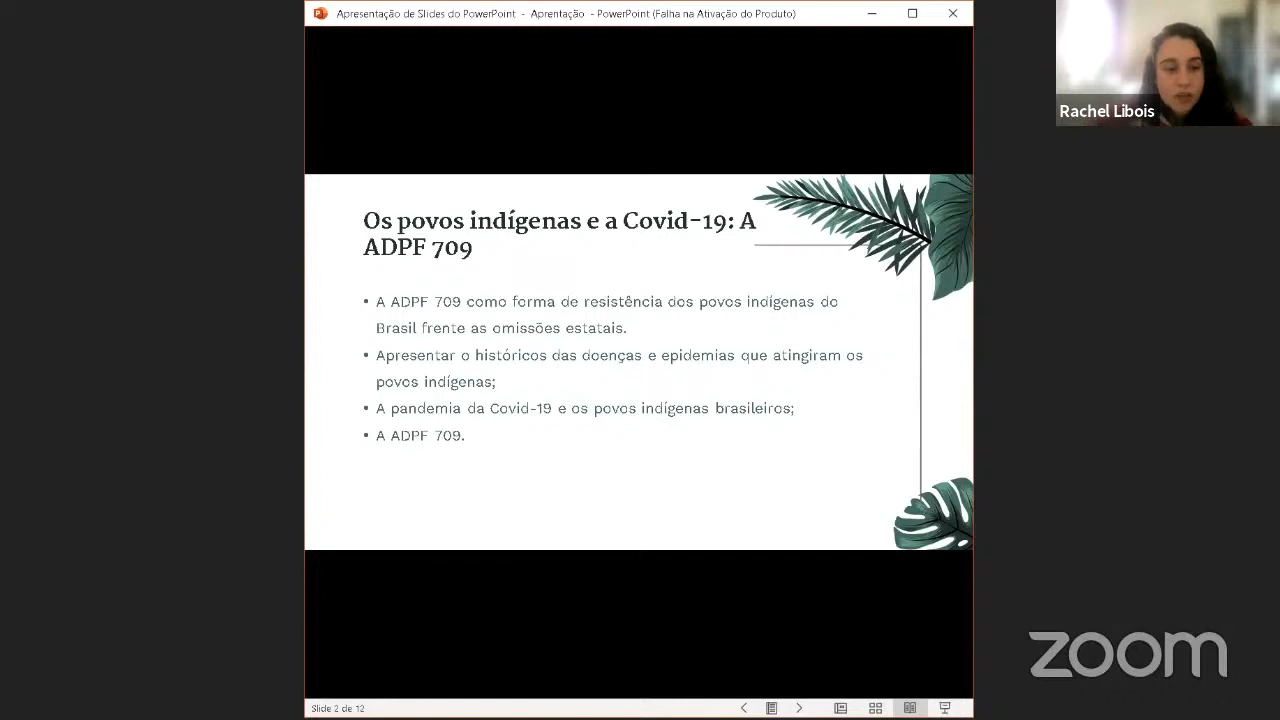 Apresentação de Slides do PowerPoint - Aprentação - PowerPoint (Falha na Ativação do Produto)
Rachel Libois
Os povos indígenas e a Covid-19: A
ADPF 709
• A ADPF 709 como forma de resistência dos povos indígenas do
Brasil frente as omissões estatais.
• Apresentar o históricos das doenças e epidemias que atingiram os
povos indígenas;
• A pandemia da Covid-19 e os povos indígenas brasileiros;
• A ADPF 709.
zoom
Slide 2 de 12